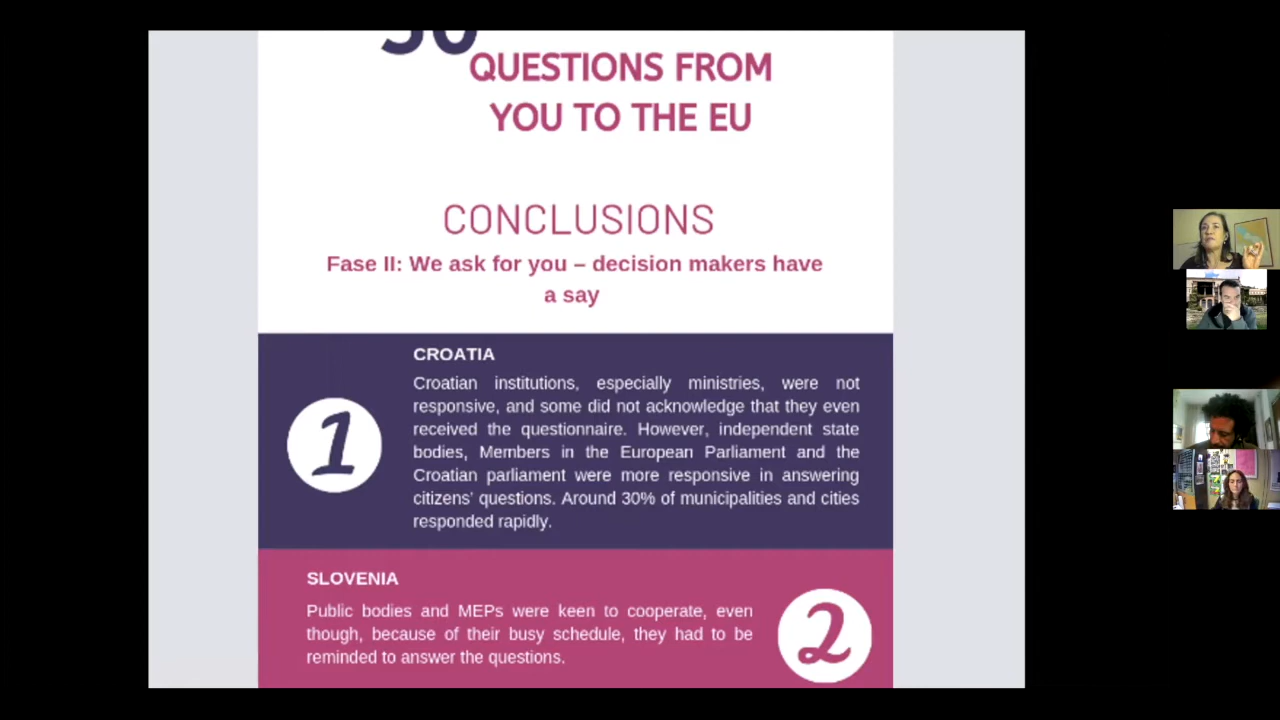 QUESTIONS FROM
YOU TO THE EU
CONCLUSIONS
Fase II: We ask for you – decision makers have
a say
1
CROATIA
Croatian institutions, especially ministries, were not
responsive, and some did not acknowledge that they even
received the questionnaire. However, independent state
bodies, Members in the European Parliament and the
Croatian parliament were more responsive in answering
citizens' questions. Around 30% of municipalities and cities
responded rapidly.
SLOVENIA
Public bodies and MEPs were keen to cooperate, even
though, because of their busy schedule, they had to be
reminded to answer the questions.
2